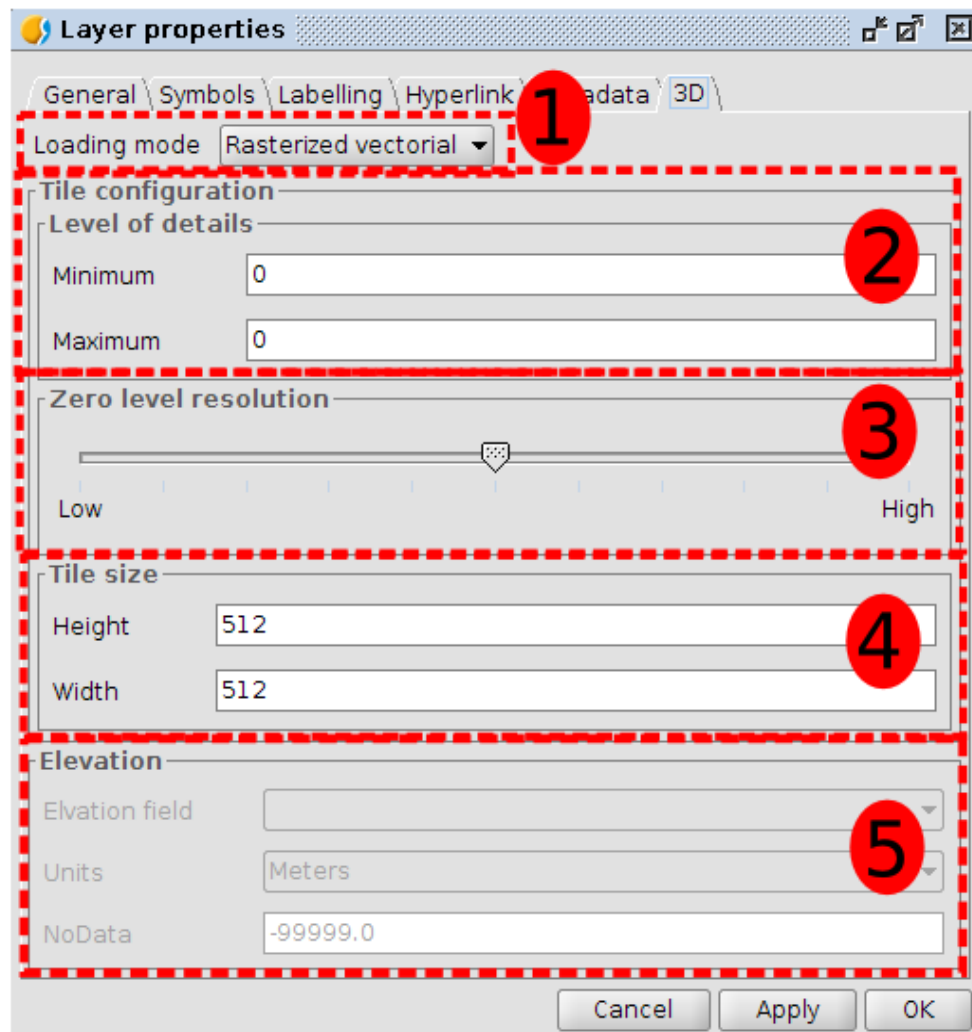 Layer properties
General Symbols Labelling Hyperlink adata 3D
1
Loading mode Rasterized vectorial
Tile configuration
Level of details
2
Minimum 0
Maximum 0
Zero level resolution
3
Low High
Tile size
Height 512
4
Width 512
Elevation
Elvation field
5
Units Meters
NoData -99999.0
Cancel Apply OK